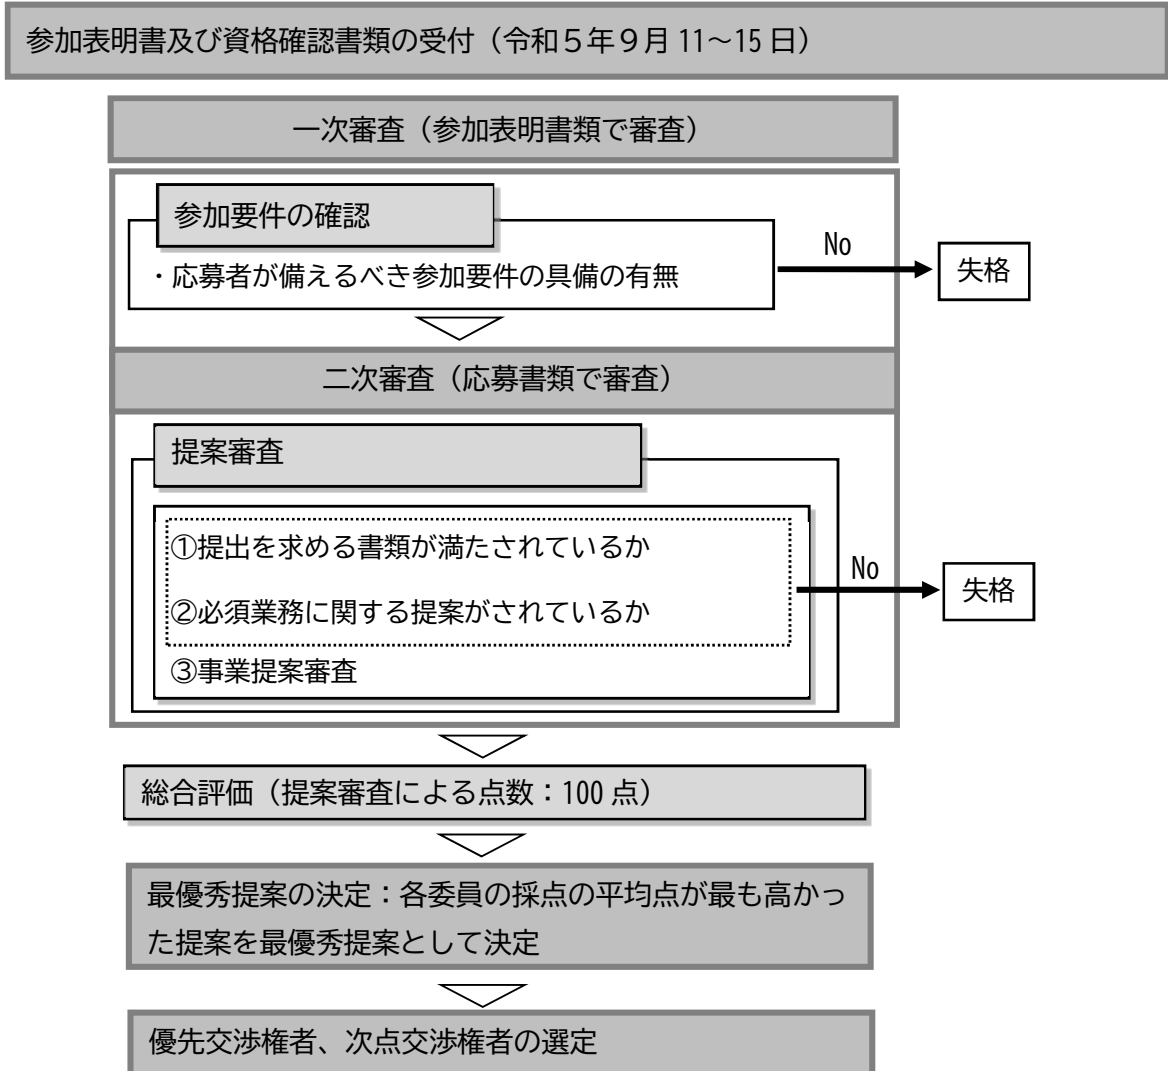 参加表明書及び資格確認書類の受付（令和５年９月 11～15 日）
一次審査（参加表明書類で審査）
参加要件の確認
・応募者が備えるべき参加要件の具備の有無
No
失格
二次審査（応募書類で審査）
提案審査
①提出を求める書類が満たされているか
②必須業務に関する提案がされているか
No
失格
③事業提案審査
総合評価（提案審査による点数：100 点）
最優秀提案の決定：各委員の採点の平均点が最も高かっ
た提案を最優秀提案として決定
優先交渉権者、次点交渉権者の選定